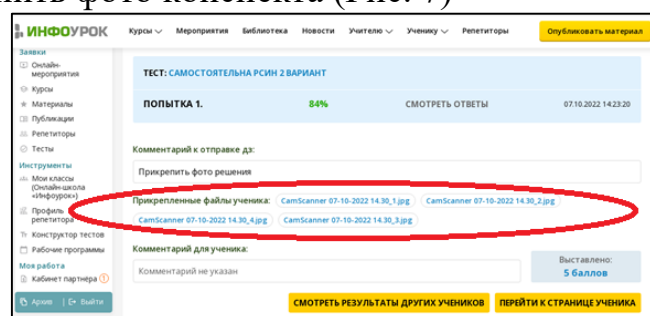 ИНФОУРОК Курсы Мероприятия Библиотека Новости Учителю Ученику Репетиторы Опубликовать материал
Заявки
Онлайн-
мероприятия
Курсы
Материалы
Публикации
Репетиторы
Тесты
Инструменты
Мои классы
(Онлайн-школа
«Инфоурок»)
Профиль
репетитора
Конструктор тестов
Рабочие программы
Моя работа
Кабинет партнёра 1
Архив Выйти
ТЕСТ: САМОСТОЯТЕЛЬНА РСИН 2 ВАРИАНТ
ПОПЫТКА 1. 84% СМОТРЕТЬ ОТВЕТЫ 07.10.2022 14:23:20
Комментарий к отправке дз:
Прикрепить фото решения
Прикрепленные файлы ученика: CamScanner 07-10-2022 14.30_1.jpg CamScanner 07-10-2022 14.30_2.jpg
CamScanner 07-10-2022 14.30_4.jpg CamScanner 07-10-2022 14.30_3.jpg
Комментарий для ученика:
Комментарий не указан
Выставлено:
5 баллов
СМОТРЕТЬ РЕЗУЛЬТАТЫ ДРУГИХ УЧЕНИКОВ ПЕРЕЙТИ К СТРАНИЦЕ УЧЕНИКА